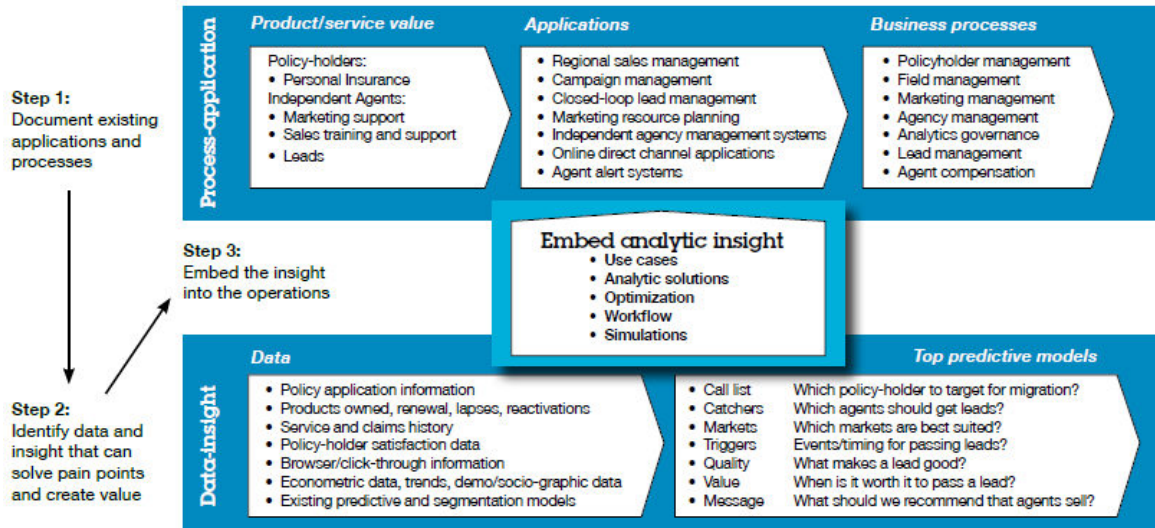 Step 1:
Document existing
applications and
processes
Step 2:
Identify data and
insight that can
solve pain points
and create value
Step 3:
Embed the insight
into the operations
Process-application
Product/service value
Policy-holders:
• Personal Insurance
Independent Agents:
• Marketing support
• Sales training and support
• Leads
Applications
• Regional sales management
• Campaign management
• Closed-loop lead management
• Marketing resource planning
• Independent agency management systems
• Online direct channel applications
• Agent alert systems
Business processes
• Policyholder management
• Field management
• Marketing management
• Agency management
• Analytics governance
• Lead management
• Agent compensation
Embed analytic insight
• Use cases
• Analytic solutions
• Optimization
• Workflow
• Simulations
Data-insight
Data
• Policy application information
• Products owned, renewal, lapses, reactivations
• Service and claims history
• Policy-holder satisfaction data
• Browser/click-through information
• Econometric data, trends, demo/socio-graphic data
• Existing predictive and segmentation models
Top predictive models
• Call list Which policy-holder to target for migration?
• Catchers Which agents should get leads?
• Markets Which markets are best suited?
• Triggers Events/timing for passing leads?
• Quality What makes a lead good?
• Value When is it worth it to pass a lead?
• Message What should we recommend that agents sell?